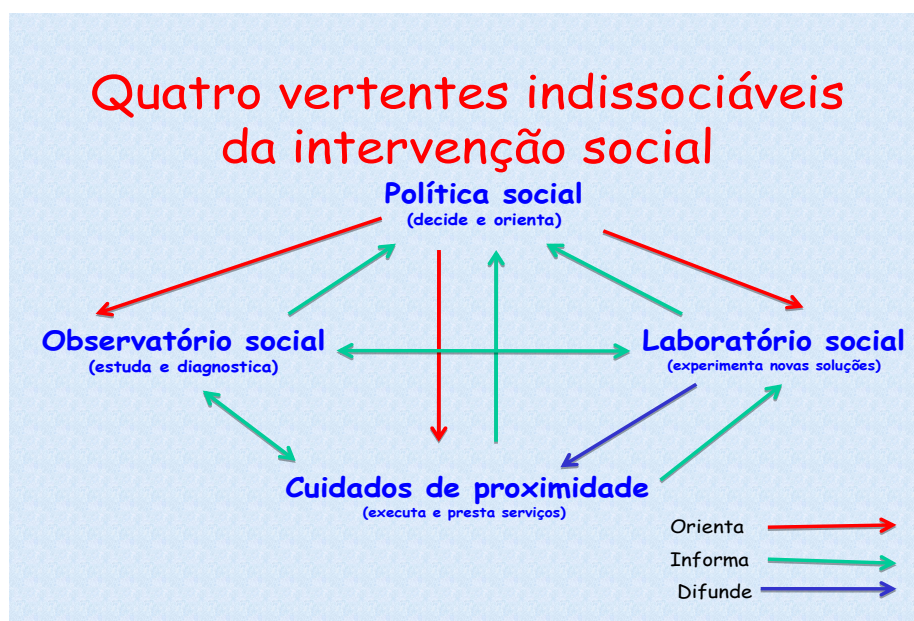 Quatro vertentes indissociáveis
da intervenção social
Política social
(decide e orienta)
Observatório social
(estuda e diagnostica)
Laboratório social
(experimenta novas soluções)
Cuidados de proximidade
(executa e presta serviços)
Orienta
Informa
Difunde